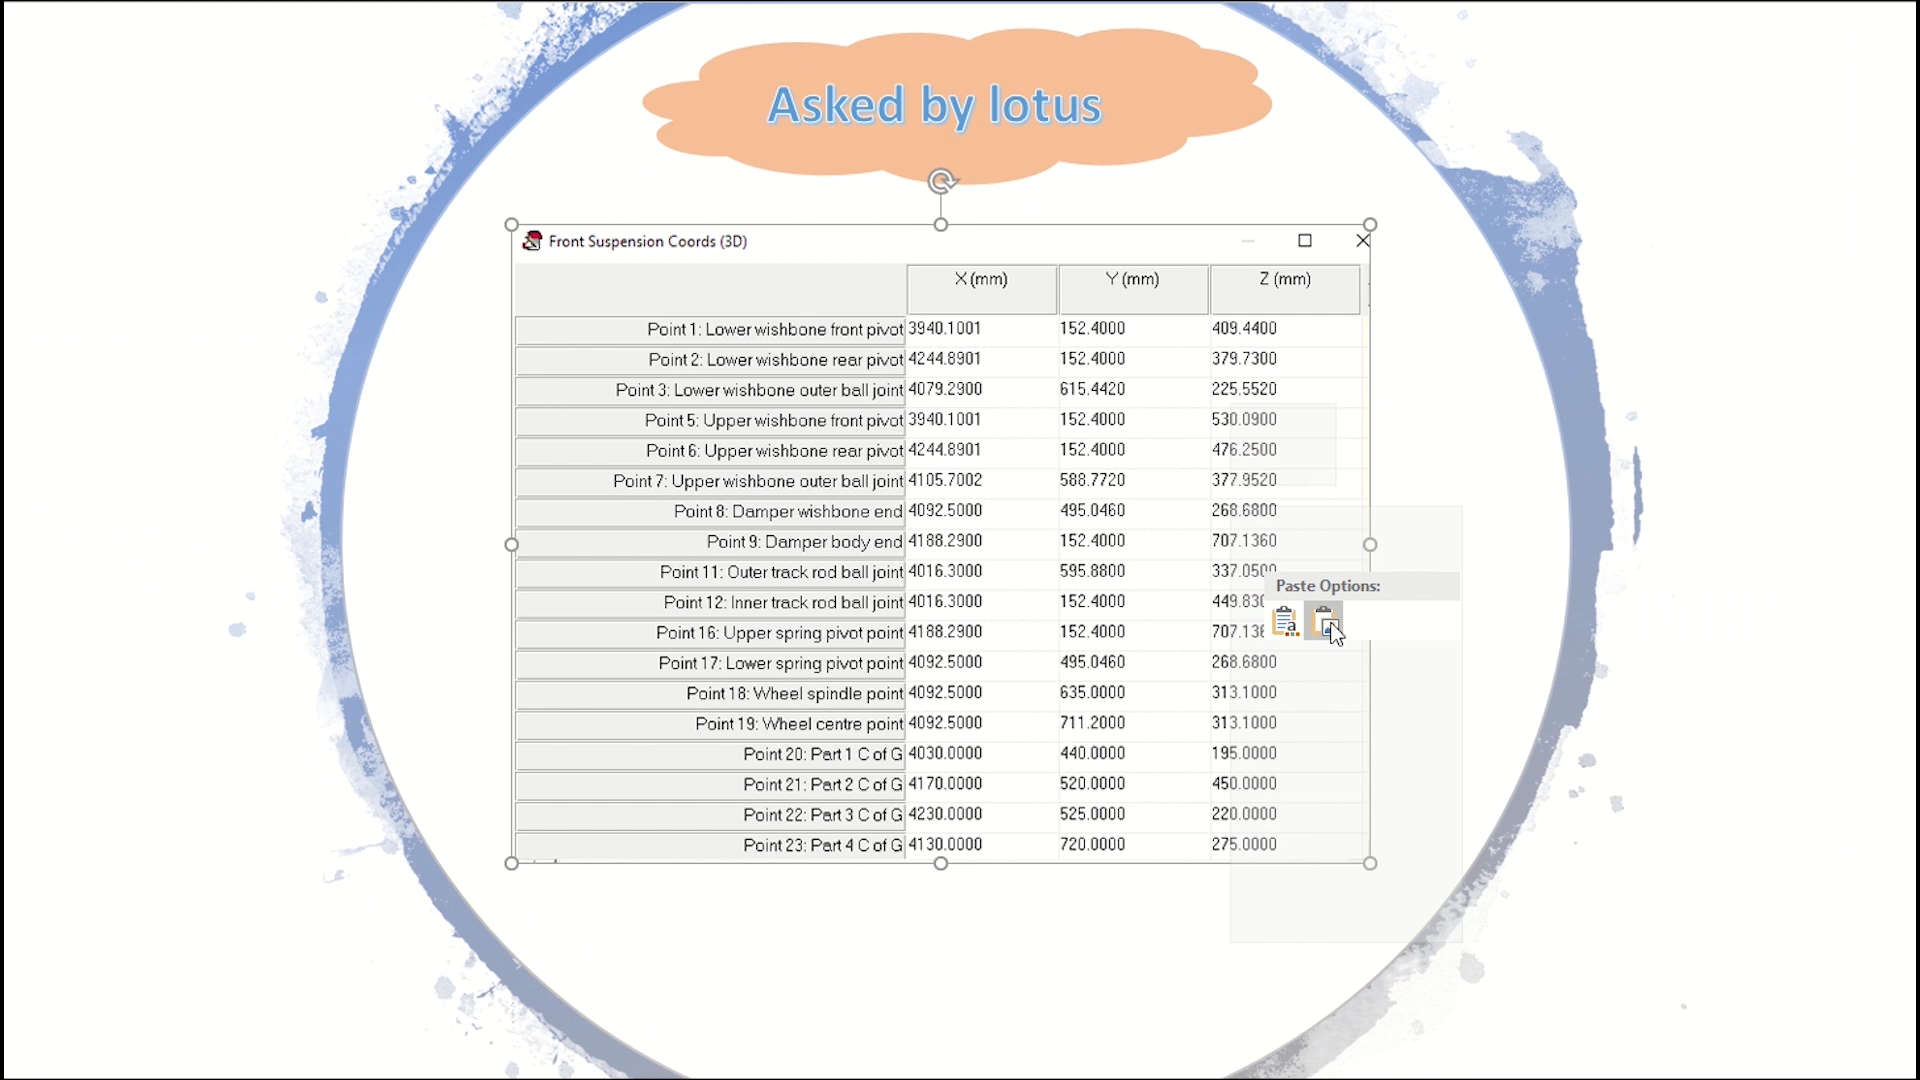 Asked by lotus
Front Suspension Coords (3D)
X (mm) Y (mm) Z (mm)
Point 1: Lower wishbone front pivot 3940.1001 152.4000 409.4400
Point 2: Lower wishbone rear pivot 4244.8901 152.4000 379.7300
Point 3: Lower wishbone outer ball joint 4079.2900 615.4420 225.5520
Point 5: Upper wishbone front pivot 3940.1001 152.4000 530.0900
Point 6: Upper wishbone rear pivot 4244.8901 152.4000 476.2500
Point 7: Upper wishbone outer ball joint 4105.7002 588.7720 377.9520
Point 8: Damper wishbone end 4092.5000 495.0460 268.6800
Point 9: Damper body end 4188.2900 152.4000 707.1360
Point 11: Outer track rod ball joint 4016.3000 595.8800 337.0500
Paste Options:
Point 12: Inner track rod ball joint 4016.3000 152.4000 449.830
Point 16: Upper spring pivot point 4188.2900 152.4000 707.136
Point 17: Lower spring pivot point 4092.5000 495.0460 268.6800
Point 18: Wheel spindle point 4092.5000 635.0000 313.1000
Point 19: Wheel centre point 4092.5000 711.2000 313.1000
Point 20: Part 1 C of G 4030.0000 440.0000 195.0000
Point 21: Part 2 C of G 4170.0000 520.0000 450.0000
Point 22: Part 3 C of G 4230.0000 525.0000 220.0000
Point 23: Part 4 C of G 4130.0000 720.0000 275.0000